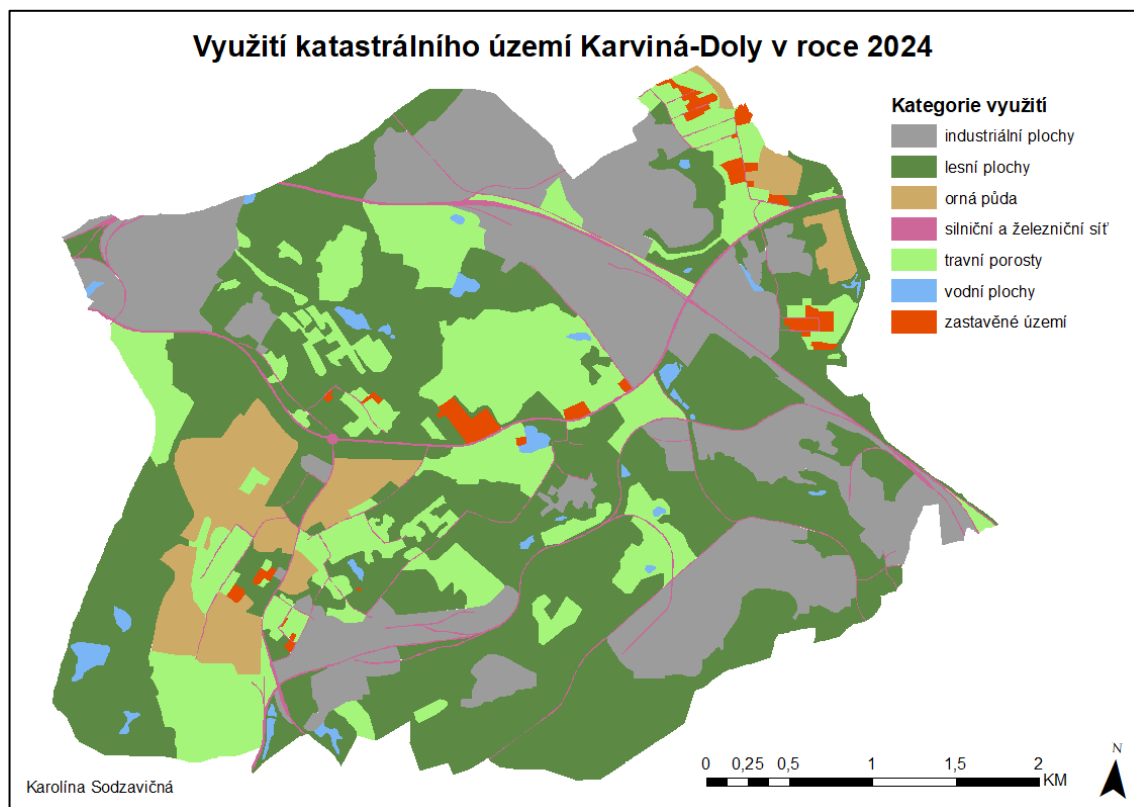 Využití katastrálního území Karviná-Doly v roce 2024
Kategorie využití
industriální plochy
lesní plochy
orná půda
silniční a železniční síť
travní porosty
vodní plochy
zastavěné území
N
0 0,25 0,5 1 1,5 2
KM
Karolína Sodzavičná